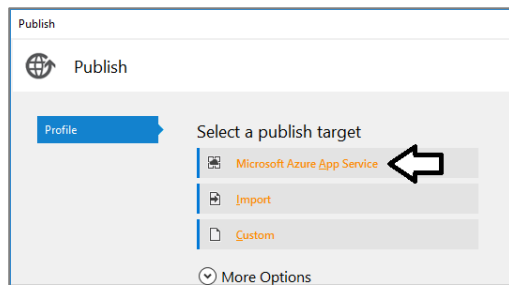 Publish
Publish
Profile
Select a publish target
Microsoft Azure App Service
Import
Custom
More Options